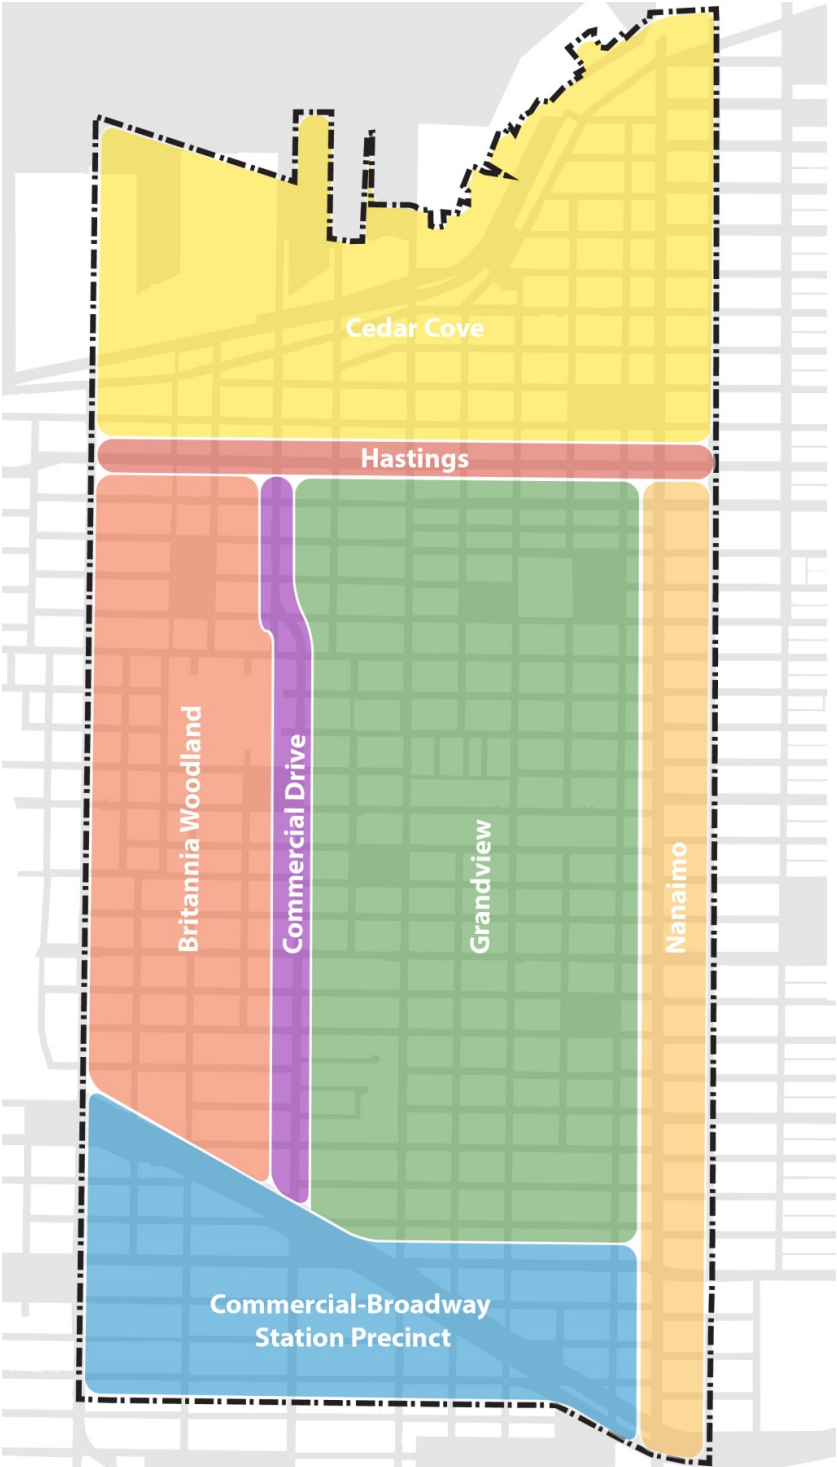 Cedar Cove
Hastings
Britannia Woodland
Commercial Drive
Grandview
Nanaimo
Commercial-Broadway
Station Precinct